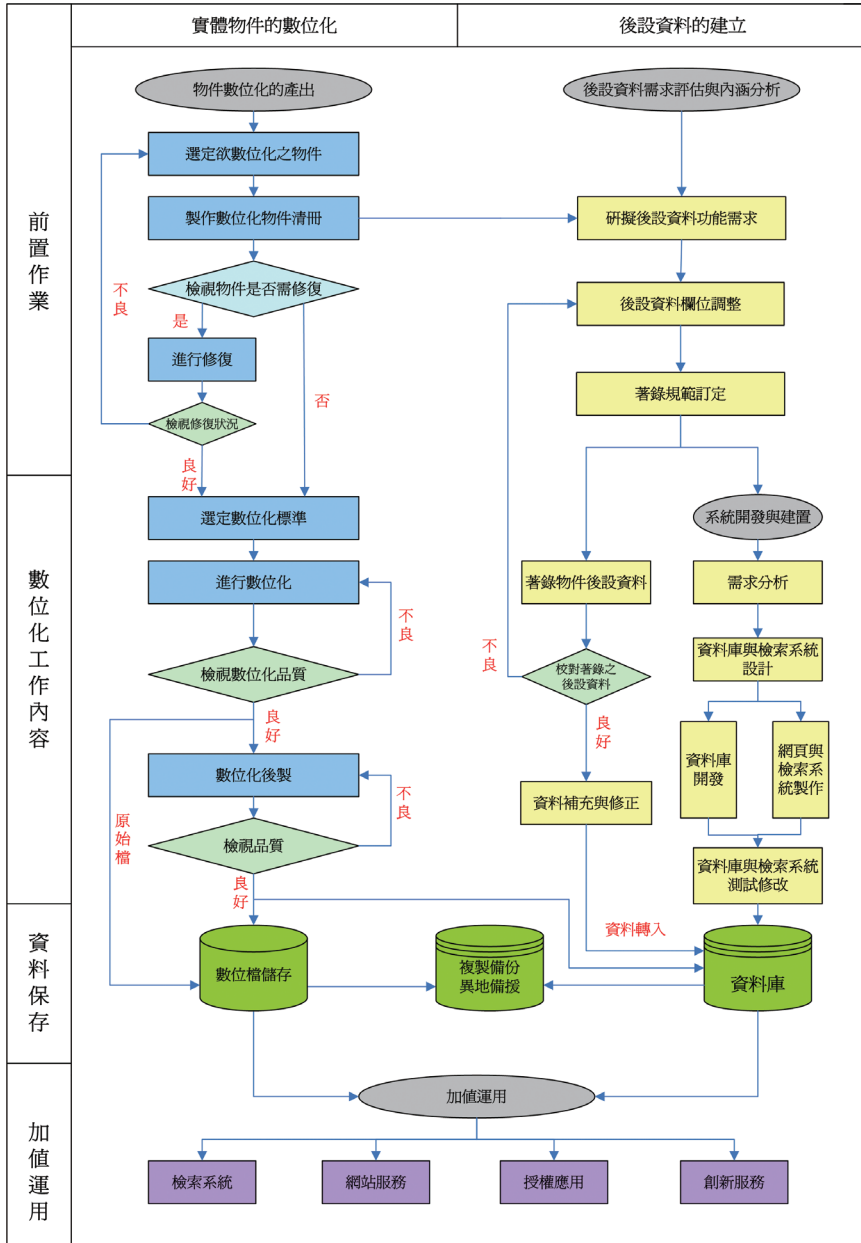 實體物件的數位化
後設資料的建立
前置作業
物件數位化的產出
後設資料需求評估與內涵分析
選定欲數位化之物件
製作數位化物件清冊
研擬後設資料功能需求
檢視物件是否需修復
不良
是
後設資料欄位調整
進行修復
否
著錄規範訂定
檢視修復狀況
良好
數位化工作內容
選定數位化標準
系統開發與建置
進行數位化
不良
著錄物件後設資料
需求分析
檢視數位化品質
不良
校對著錄之
後設資料
資料庫與檢索系統
設計
良好
良好
數位化後製
不良
資料庫
開發
網頁與
檢索系
統製作
原始檔
資料補充與修正
檢視品質
資料庫與檢索系統
測試修改
良好
資料保存
資料轉入
數位檔儲存
複製備份
異地備援
資料庫
加值運用
加值運用
檢索系統
網站服務
授權應用
創新服務